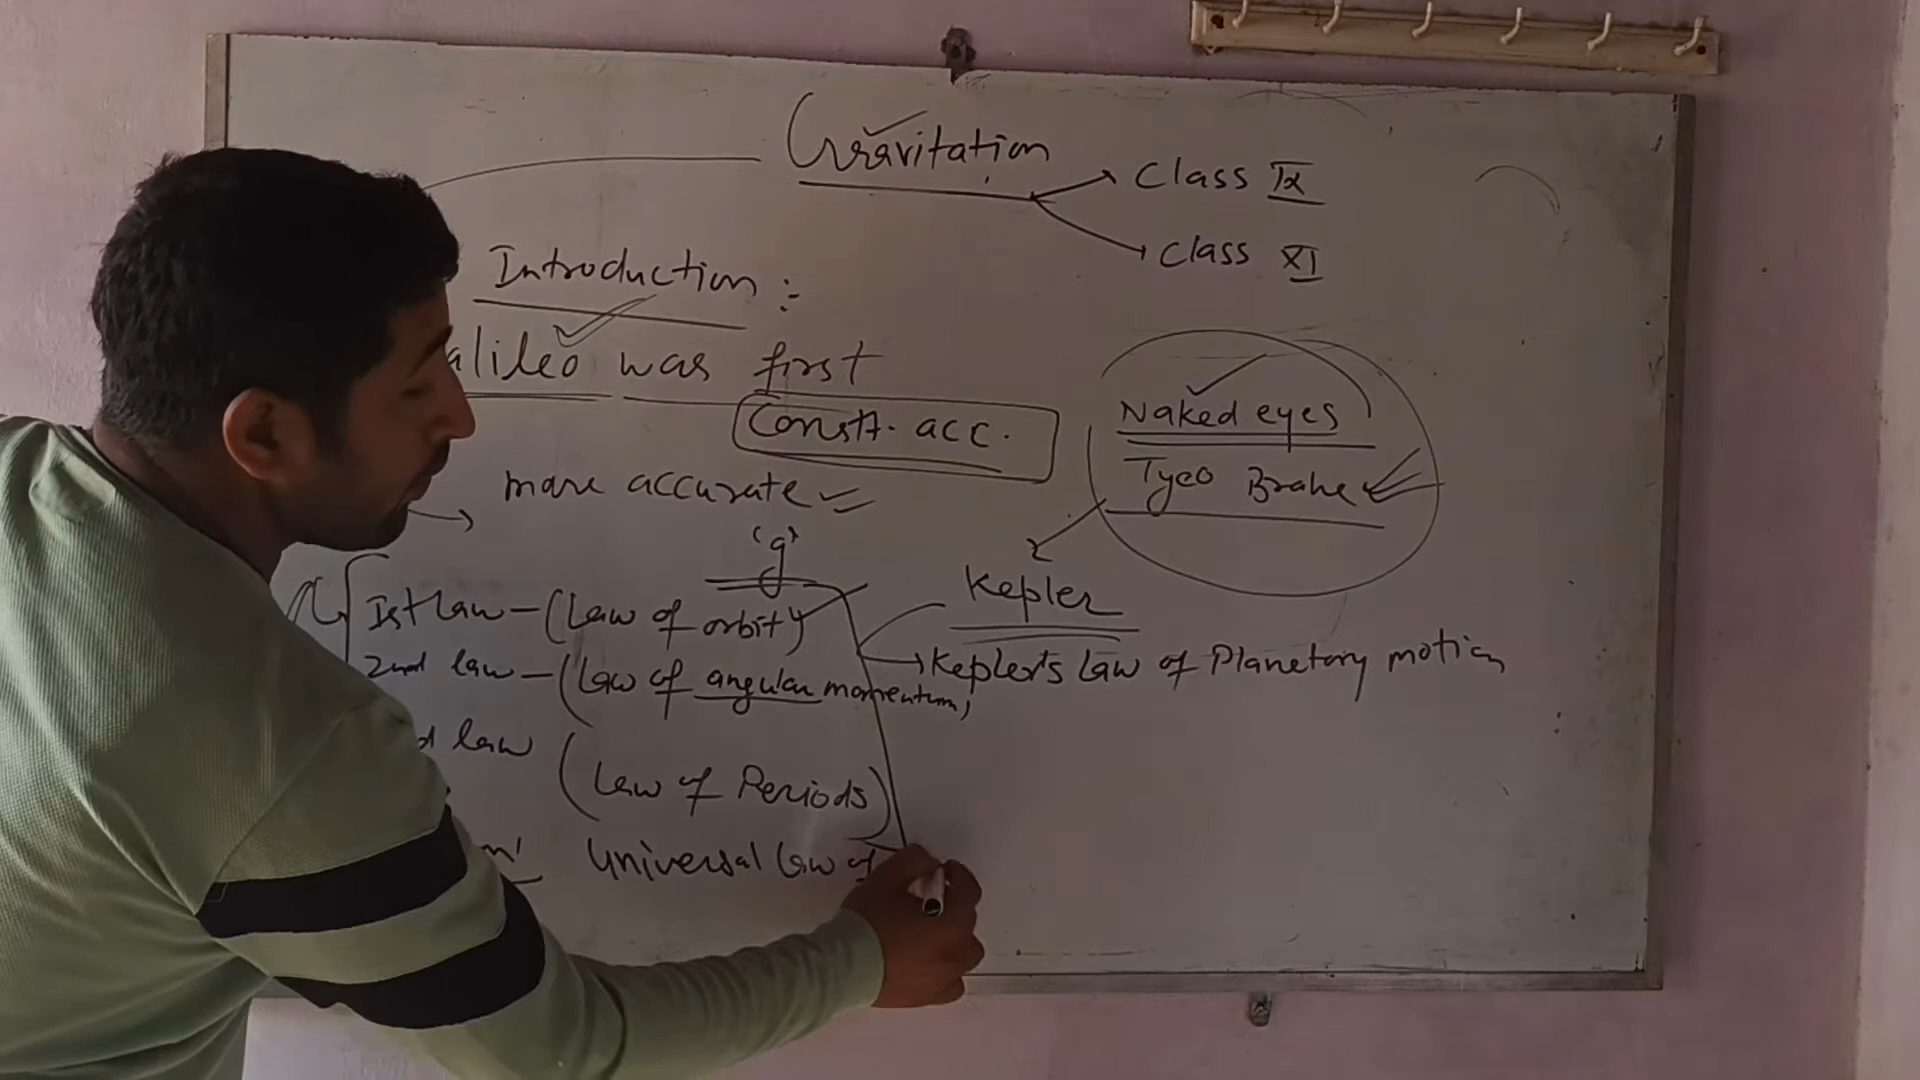 Gravitation
Class IX
Class XI
Introduction :-
alileo was first
Constt. acc.
more accurate
'g'
Naked eyes
Tyco Brahe
Kepler
Kepler's Law of Planetary motion
Ist law - (Law of orbit)
2nd law - (Law of angular momentum)
d law (Law of Periods)
Universal law of